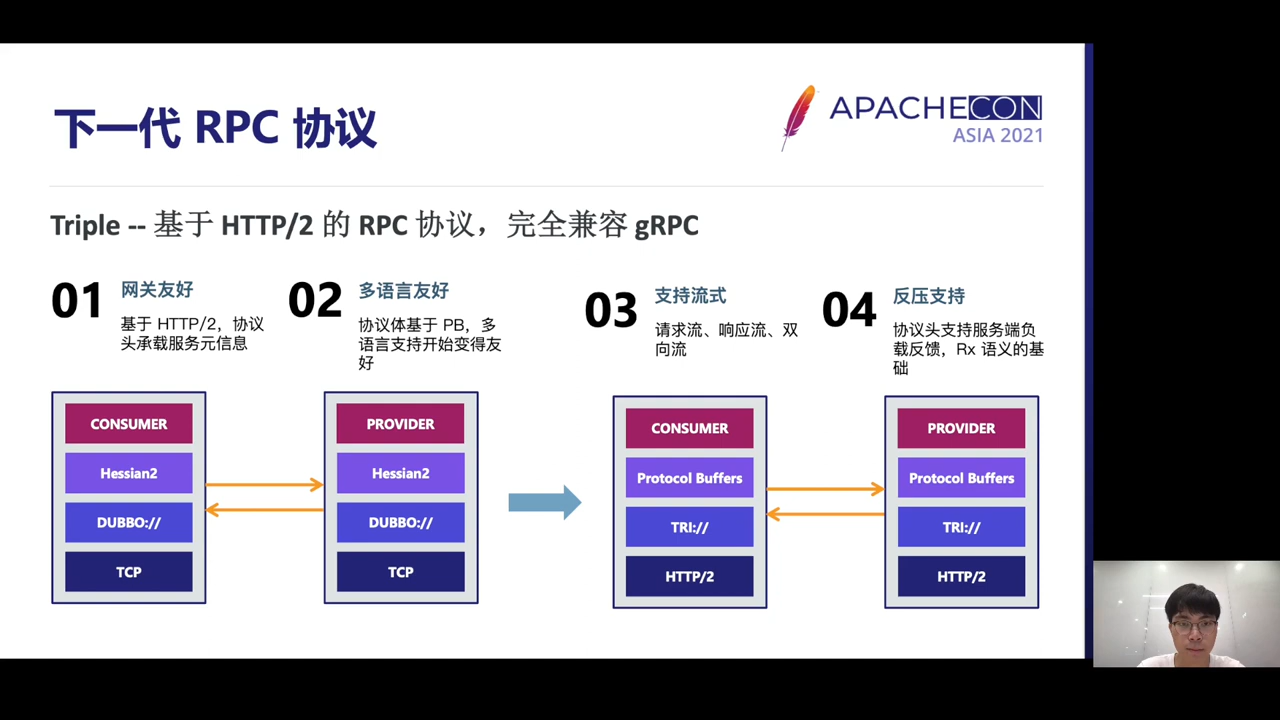 下一代 RPC 协议
APACHECON
ASIA 2021
Triple -- 基于 HTTP/2 的 RPC 协议，完全兼容 gRPC
01
网关友好
基于 HTTP/2，协议
头承载服务元信息
02
多语言友好
协议体基于 PB，多
语言支持开始变得友
好
03
支持流式
请求流、响应流、双
向流
04
反压支持
协议头支持服务端负
载反馈，Rx 语义的基
础
CONSUMER
Hessian2
DUBBO://
TCP
PROVIDER
Hessian2
DUBBO://
TCP
CONSUMER
Protocol Buffers
TRI://
HTTP/2
PROVIDER
Protocol Buffers
TRI://
HTTP/2